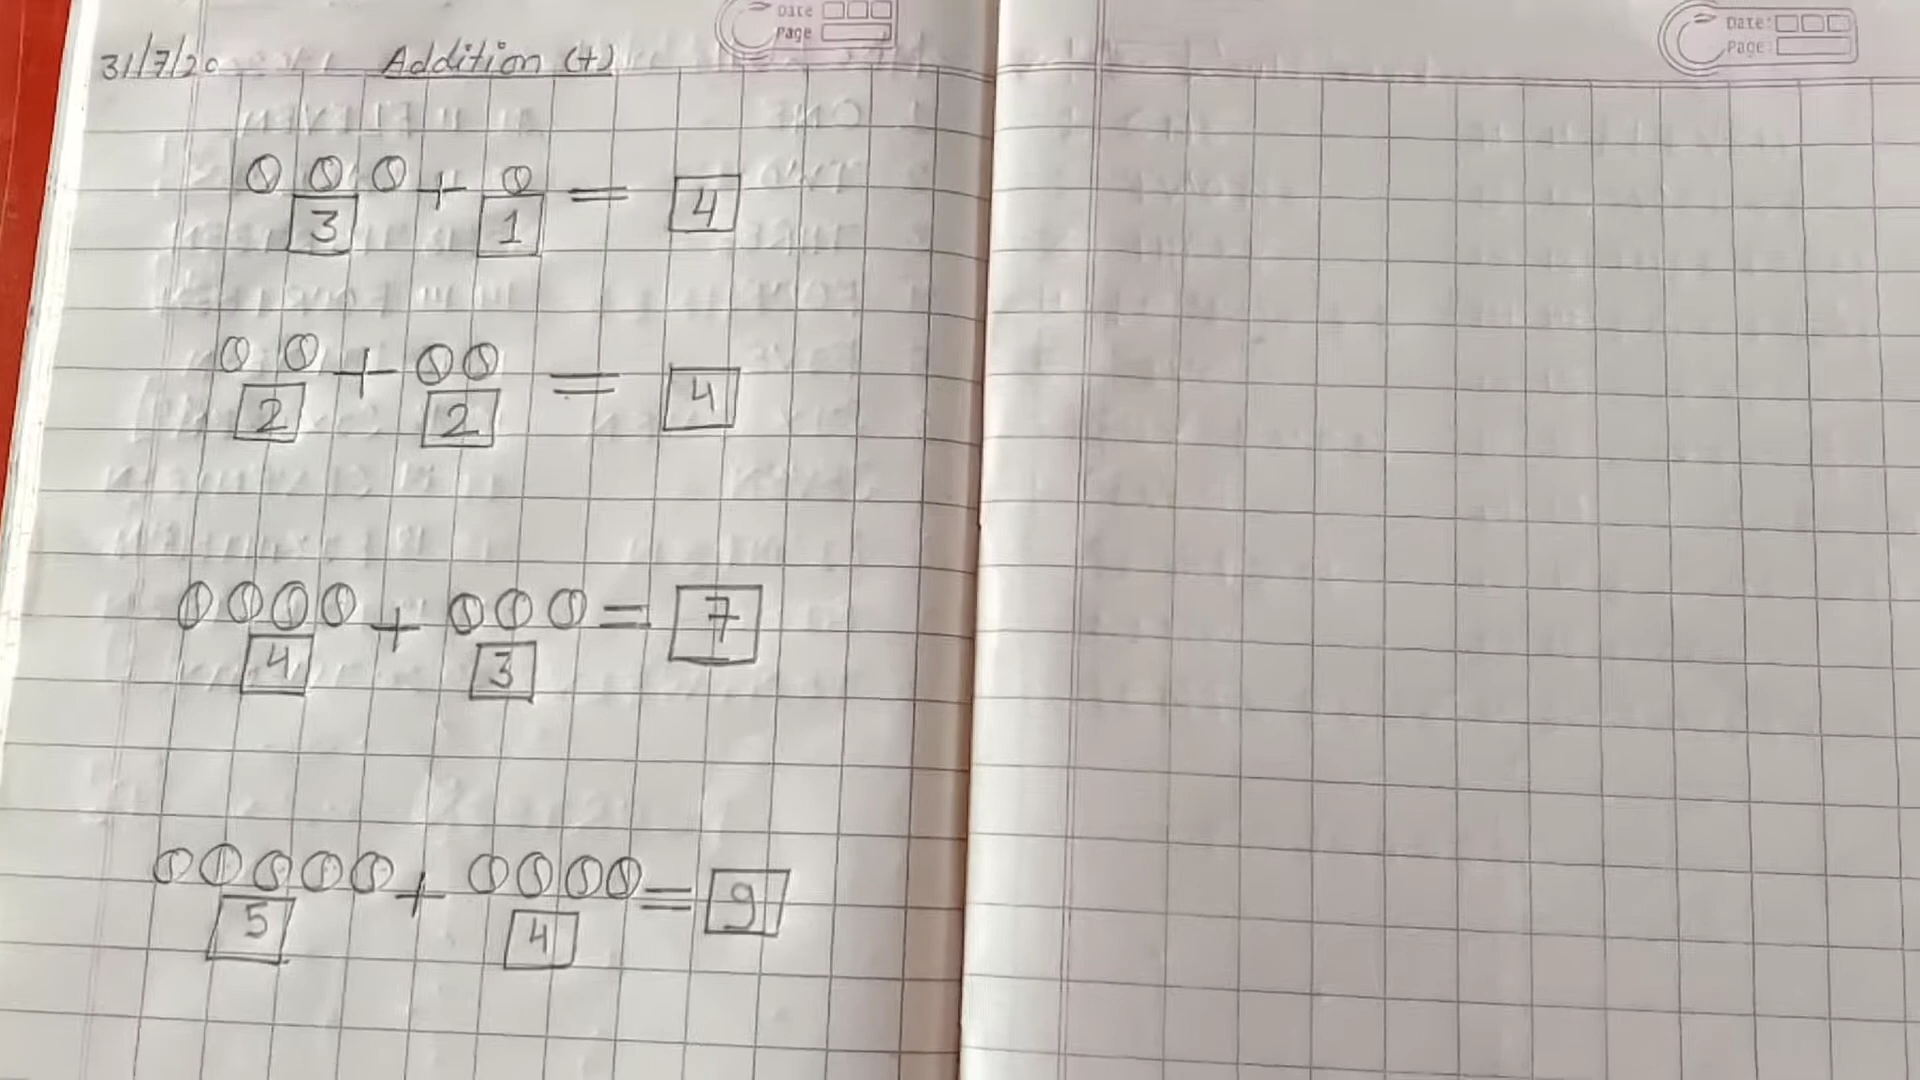 Date
Page
31/7/20 Addition (+)
3 + 1 = 4
2 + 2 = 4
4 + 3 = 7
5 + 4 = 9
Date:
Page: